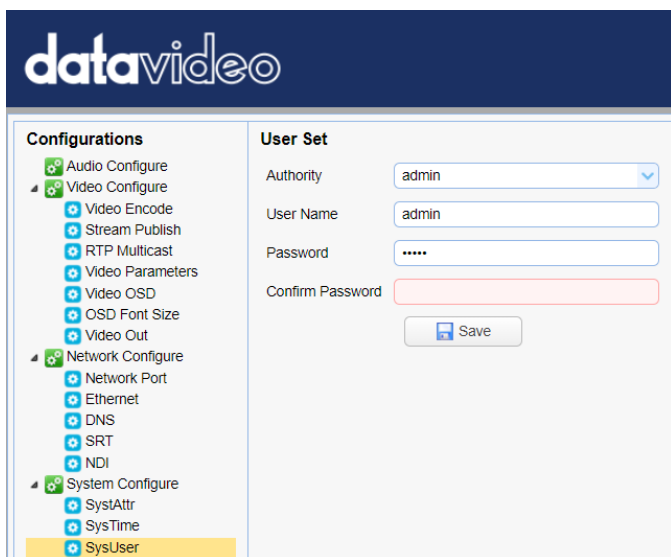 datavideo
Configurations
Audio Configure
Video Configure
Video Encode
Stream Publish
RTP Multicast
Video Parameters
Video OSD
OSD Font Size
Video Out
Network Configure
Network Port
Ethernet
DNS
SRT
NDI
System Configure
SystAttr
SysTime
SysUser
User Set
Authority admin
User Name admin
Password •••••
Confirm Password
Save